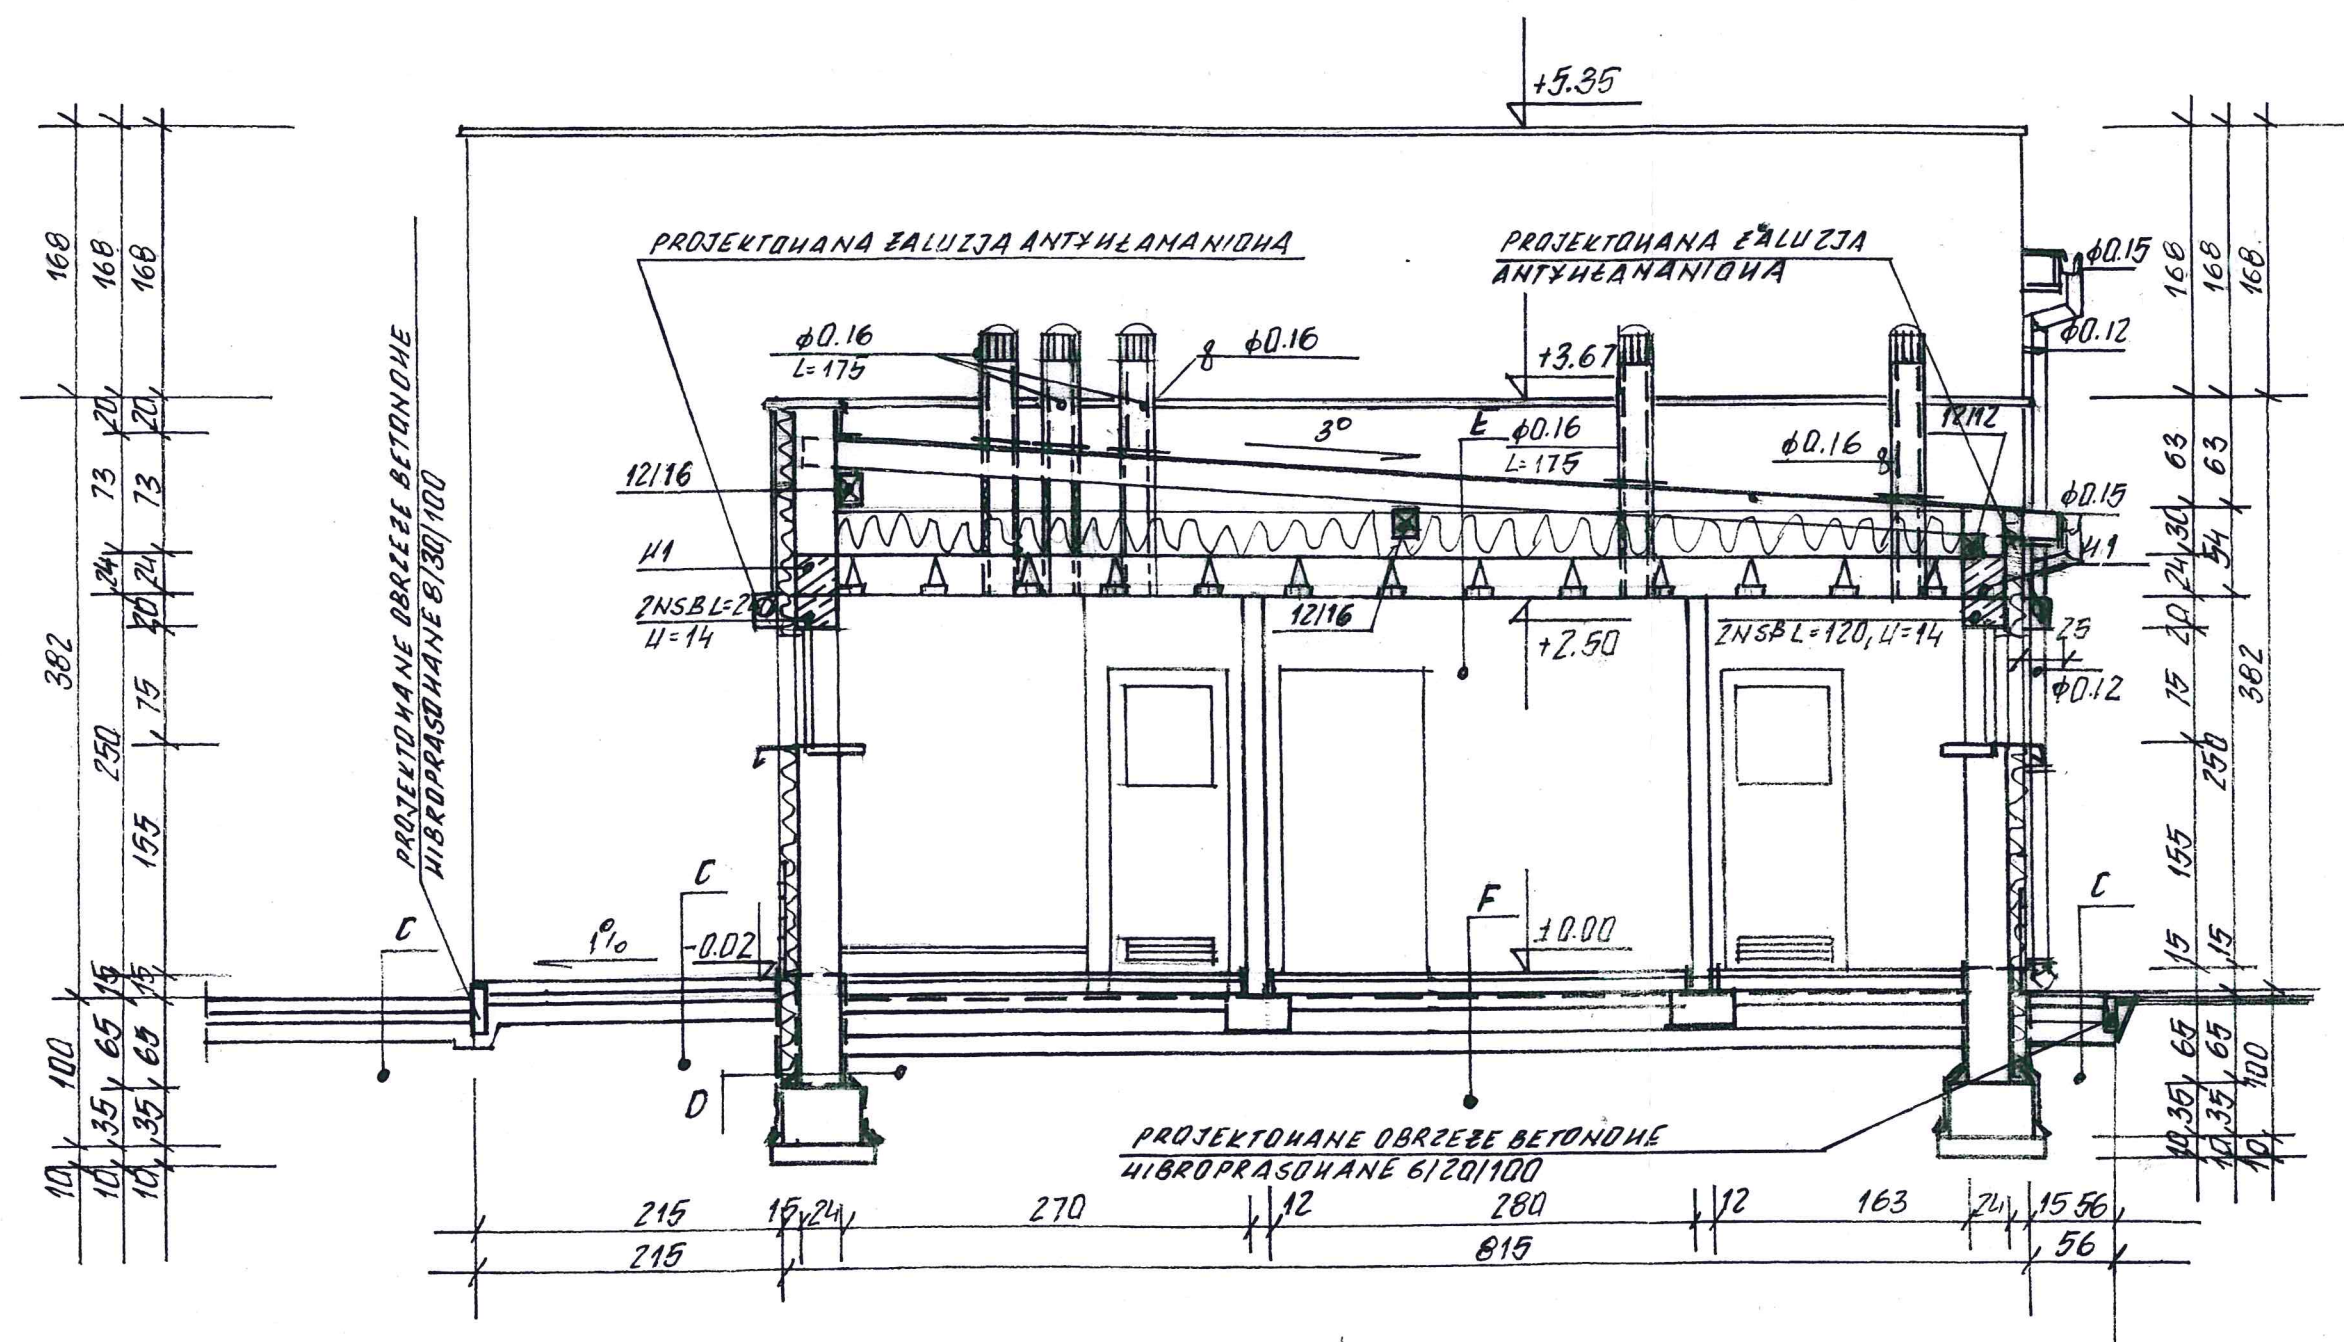 +5.35
PROJEKTOWANA ŻALUZJA ANTYWŁAMANIOWA
PROJEKTOWANA ŻALUZJA
ANTYWŁAMANIOWA
φ0.15
φ0.12
φ0.16
L=175
8 φ0.16
+3.67
12/12
3°
E
φ0.16
L=175
φ0.16 8
12/16
φ0.15
W1
W1
2NSB L=240
W=14
12/16
+2.50
2NSB L=120, W=14
25
φ0.12
PROJEKTOWANE OBRZEŻE BETONOWE
WIBROPRASOWANE 8/30/100
C
C
1%
-0.02
F
±0.00
C
D
PROJEKTOWANE OBRZEŻE BETONOWE
WIBROPRASOWANE 6/20/100
168 168 168
20 20
73 73
24 24
20
382
250
75
155
15 15
100 65 65
35 35
10 10 10
168 168 168
63 63
30
24 54
20
75
250
382
155
15 15
65 65
100
35 35
10 10 10
215 15 24 270 12 280 12 163 24 15 56
215 815 56